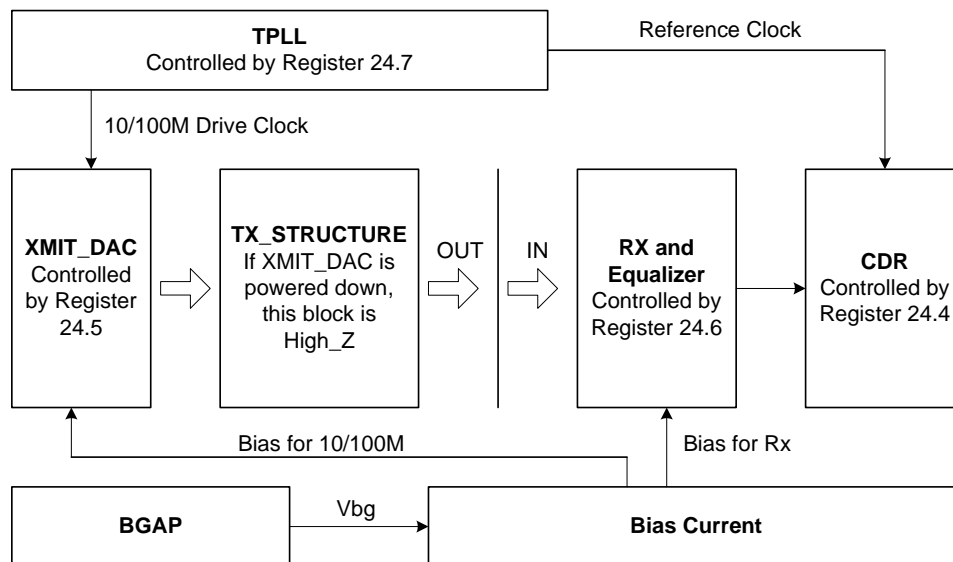 TPLL
Controlled by Register 24.7
Reference Clock
10/100M Drive Clock
XMIT_DAC
Controlled
by Register
24.5
TX_STRUCTURE
If XMIT_DAC is
powered down,
this block is
High_Z
OUT
IN
RX and
Equalizer
Controlled by
Register 24.6
CDR
Controlled by
Register 24.4
Bias for 10/100M
Bias for Rx
BGAP
Vbg
Bias Current